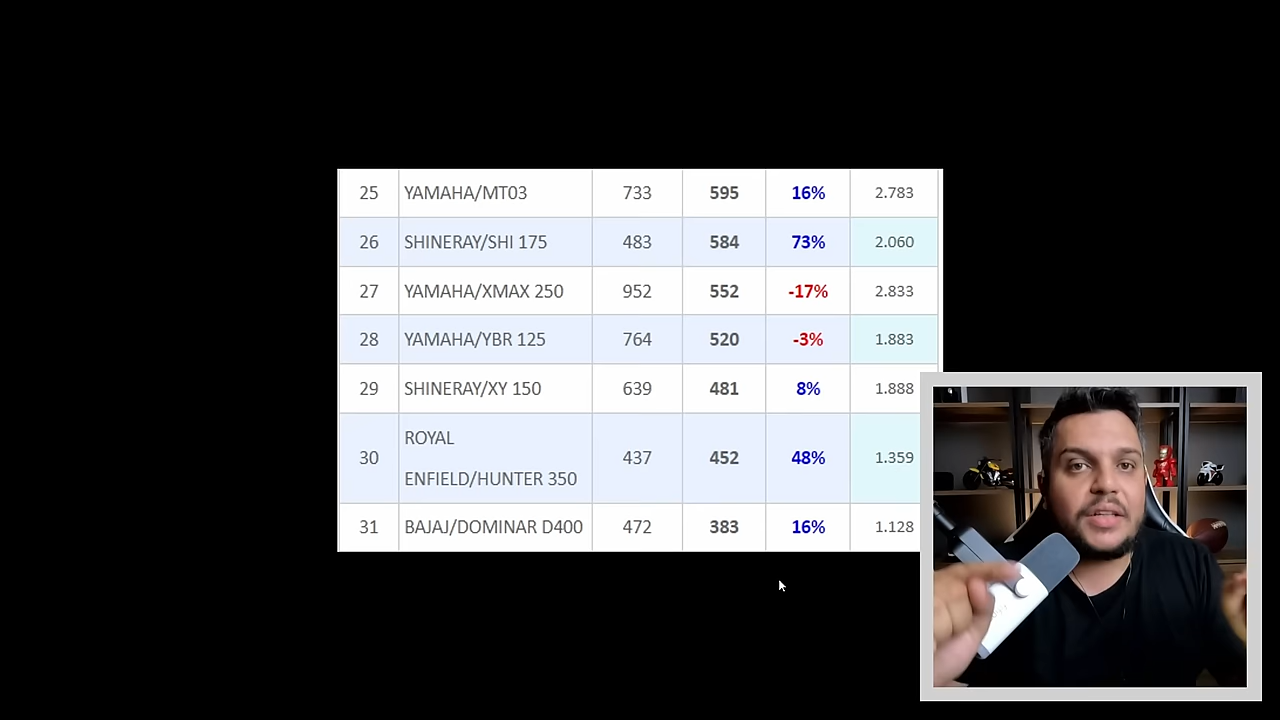 25 YAMAHA/MT03 733 595 16% 2.783
26 SHINERAY/SHI 175 483 584 73% 2.060
27 YAMAHA/XMAX 250 952 552 -17% 2.833
28 YAMAHA/YBR 125 764 520 -3% 1.883
29 SHINERAY/XY 150 639 481 8% 1.888
30 ROYAL
ENFIELD/HUNTER 350 437 452 48% 1.359
31 BAJAJ/DOMINAR D400 472 383 16% 1.128